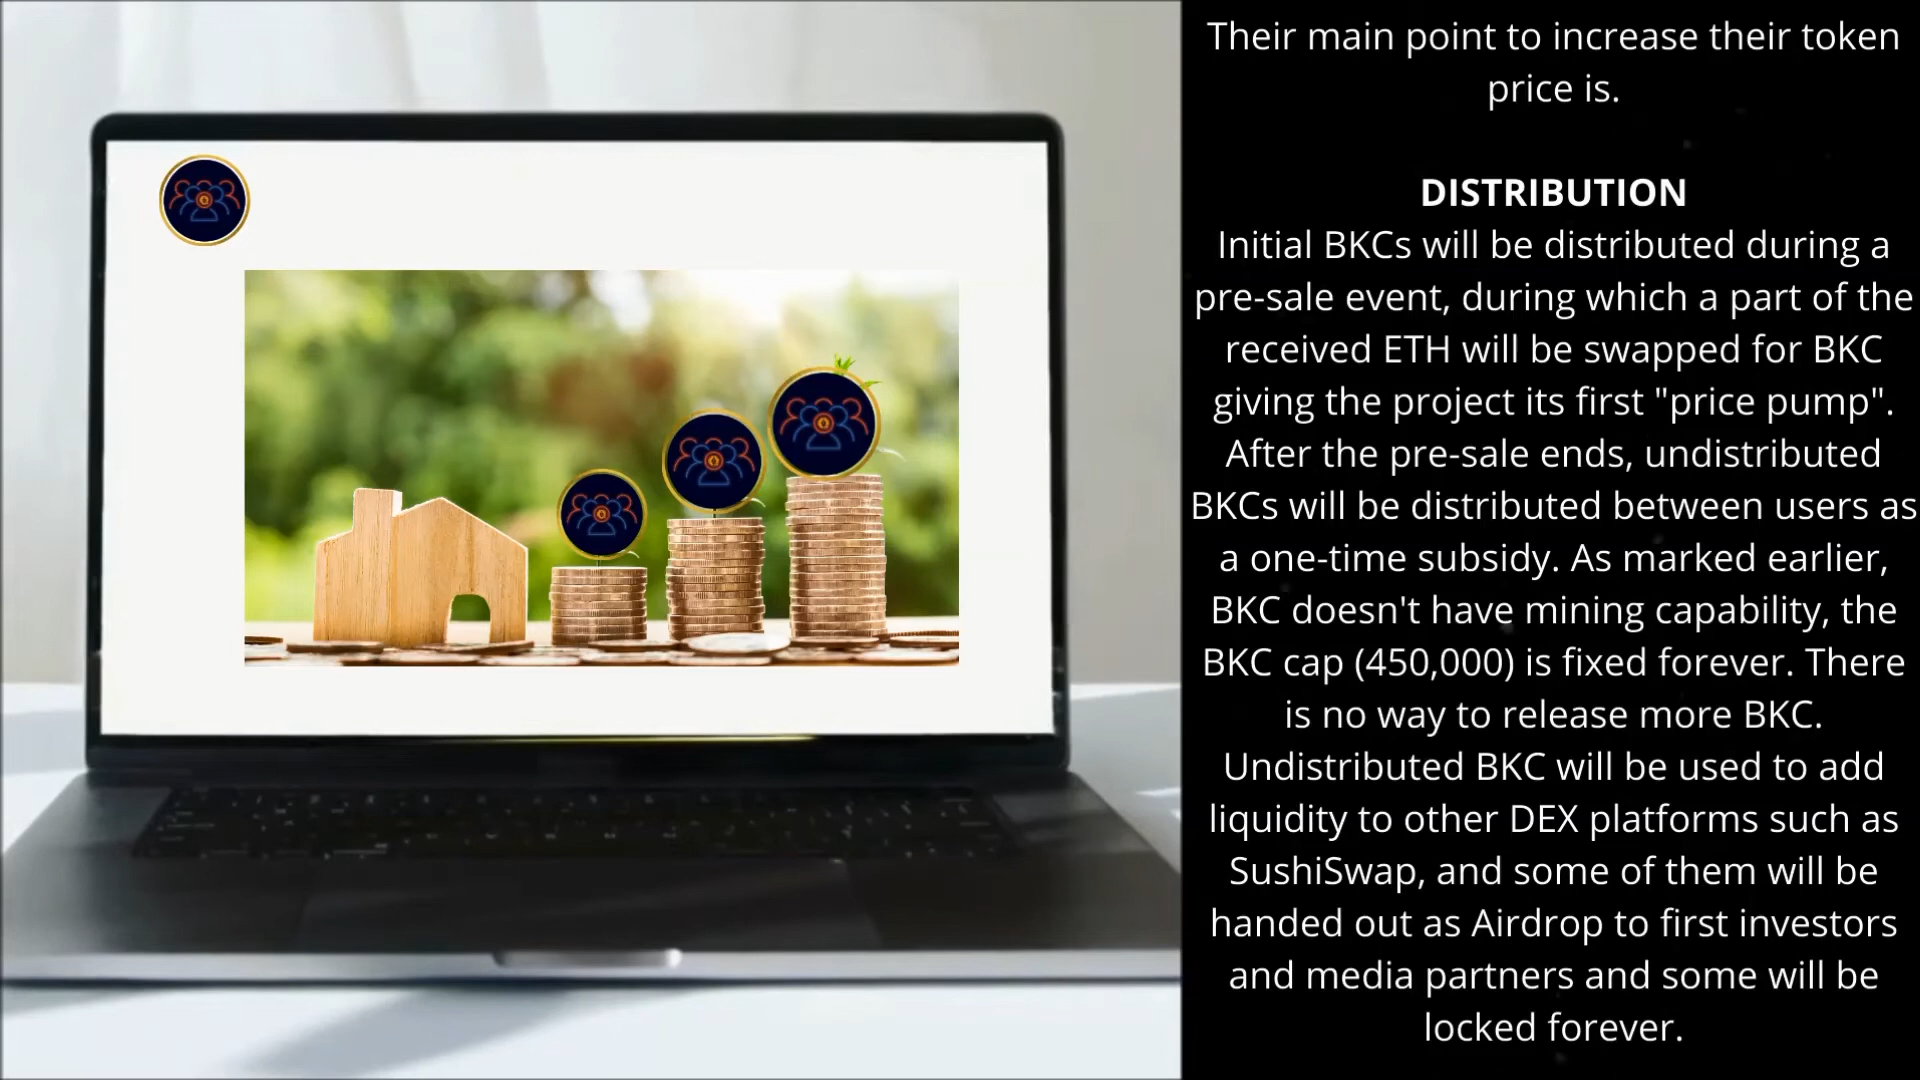 Their main point to increase their token
price is.
DISTRIBUTION
Initial BKCs will be distributed during a
pre-sale event, during which a part of the
received ETH will be swapped for BKC
giving the project its first "price pump".
After the pre-sale ends, undistributed
BKCs will be distributed between users as
a one-time subsidy. As marked earlier,
BKC doesn't have mining capability, the
BKC cap (450,000) is fixed forever. There
is no way to release more BKC.
Undistributed BKC will be used to add
liquidity to other DEX platforms such as
SushiSwap, and some of them will be
handed out as Airdrop to first investors
and media partners and some will be
locked forever.